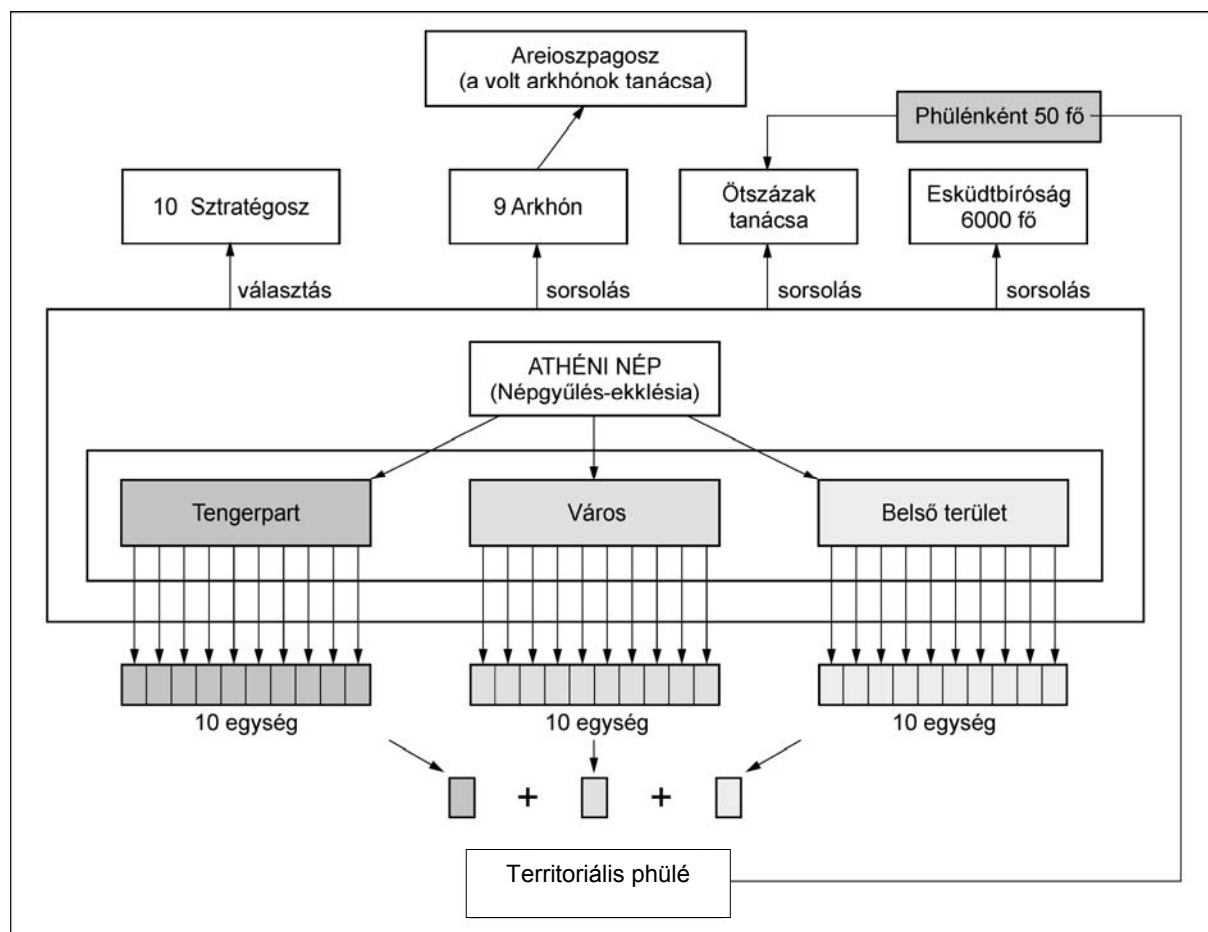 Areioszpagosz
(a volt arkhónok tanácsa)
Phülénként 50 fő
10 Sztratégosz
9 Arkhón
Ötszázak
tanácsa
Esküdtbíróság
6000 fő
választás
sorsolás
sorsolás
sorsolás
ATHÉNI NÉP
(Népgyűlés-ekklésia)
Tengerpart
Város
Belső terület
10 egység
10 egység
10 egység
+
+
Territoriális phülé